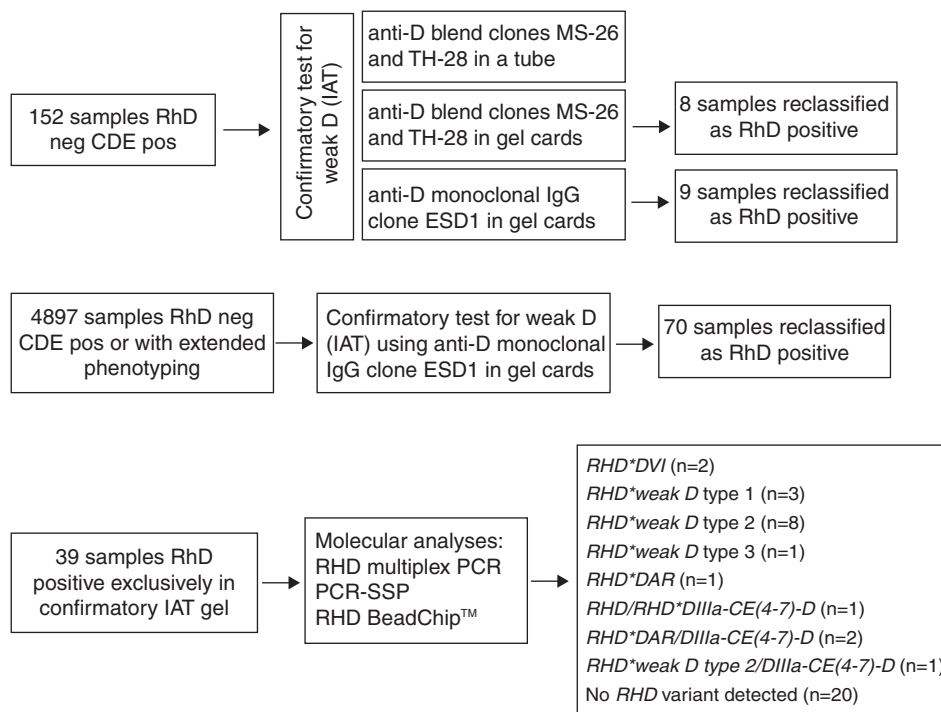 152 samples RhD
neg CDE pos
Confirmatory test for
weak D (IAT)
anti-D blend clones MS-26
and TH-28 in a tube
anti-D blend clones MS-26
and TH-28 in gel cards
anti-D monoclonal IgG
clone ESD1 in gel cards
8 samples reclassified
as RhD positive
9 samples reclassified
as RhD positive
4897 samples RhD neg
CDE pos or with extended
phenotyping
Confirmatory test for weak D
(IAT) using anti-D monoclonal
IgG clone ESD1 in gel cards
70 samples reclassified
as RhD positive
39 samples RhD
positive exclusively in
confirmatory IAT gel
Molecular analyses:
RHD multiplex PCR
PCR-SSP
RHD BeadChip™
RHD*DVI (n=2)
RHD*weak D type 1 (n=3)
RHD*weak D type 2 (n=8)
RHD*weak D type 3 (n=1)
RHD*DAR (n=1)
RHD/RHD*DIIIa-CE(4-7)-D (n=1)
RHD*DAR/DIIIa-CE(4-7)-D (n=2)
RHD*weak D type 2/DIIIa-CE(4-7)-D (n=1)
No RHD variant detected (n=20)